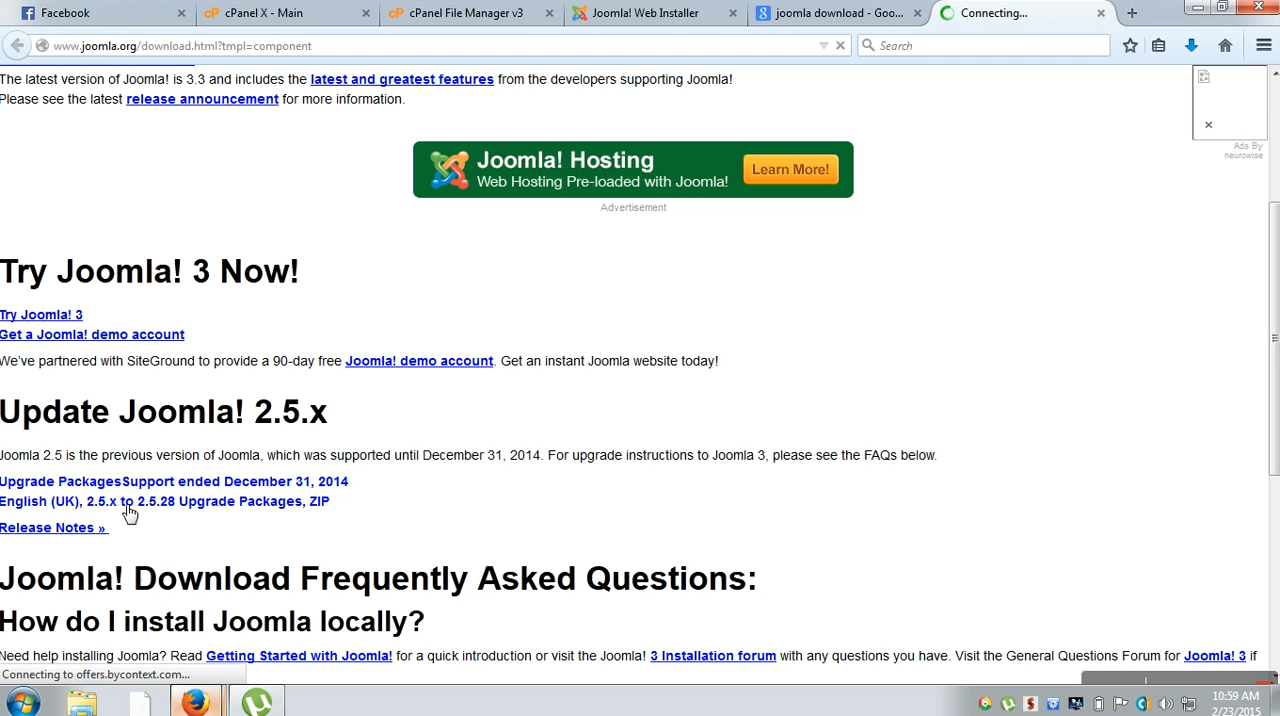 Facebook
cPanel X - Main
cPanel File Manager v3
Joomla! Web Installer
joomla download - Goo...
Connecting...
www.joomla.org/download.html?tmpl=component
Search
The latest version of Joomla! is 3.3 and includes the latest and greatest features from the developers supporting Joomla!
Please see the latest release announcement for more information.
Joomla! Hosting
Web Hosting Pre-loaded with Joomla!
Learn More!
Advertisement
Ads By
neurowise
Try Joomla! 3 Now!
Try Joomla! 3
Get a Joomla! demo account
We've partnered with SiteGround to provide a 90-day free Joomla! demo account. Get an instant Joomla website today!
Update Joomla! 2.5.x
Joomla 2.5 is the previous version of Joomla, which was supported until December 31, 2014. For upgrade instructions to Joomla 3, please see the FAQs below.
Upgrade PackagesSupport ended December 31, 2014
English (UK), 2.5.x to 2.5.28 Upgrade Packages, ZIP
Release Notes »
Joomla! Download Frequently Asked Questions:
How do I install Joomla locally?
Need help installing Joomla? Read Getting Started with Joomla! for a quick introduction or visit the Joomla! 3 Installation forum with any questions you have. Visit the General Questions Forum for Joomla! 3 if
Connecting to offers.bycontext.com...
10:59 AM
2/23/2015